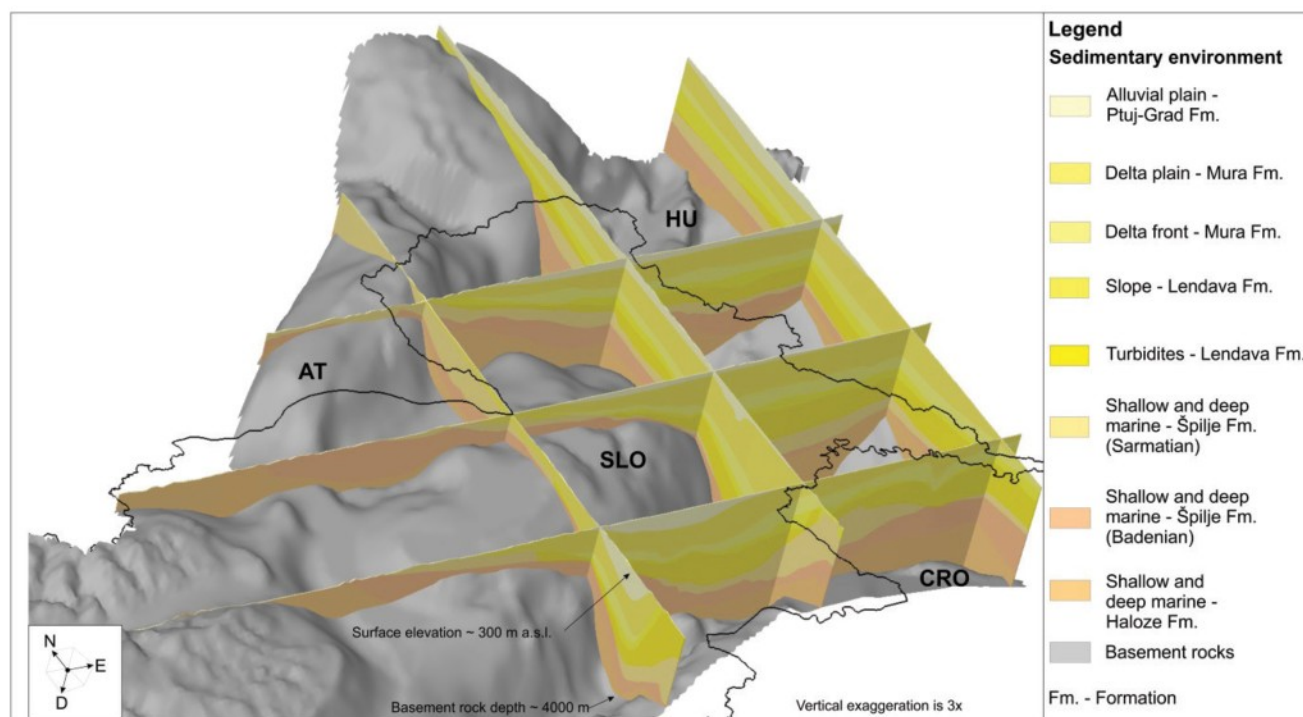 HU
AT
SLO
CRO
Surface elevation ~ 300 m a.s.l.
Basement rock depth ~ 4000 m
Vertical exaggeration is 3x
N
E
D
Legend
Sedimentary environment
Alluvial plain -
Ptuj-Grad Fm.
Delta plain - Mura Fm.
Delta front - Mura Fm.
Slope - Lendava Fm.
Turbidites - Lendava Fm.
Shallow and deep
marine - Špilje Fm.
(Sarmatian)
Shallow and deep
marine - Špilje Fm.
(Badenian)
Shallow and
deep marine -
Haloze Fm.
Basement rocks
Fm. - Formation